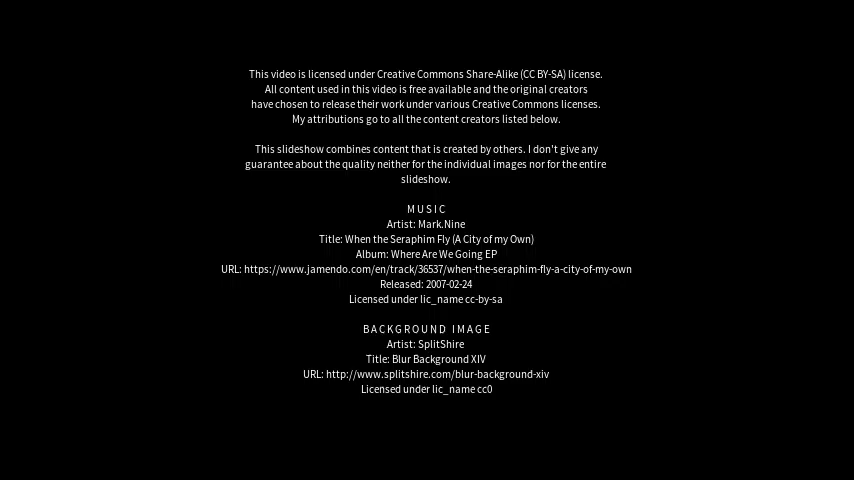 This video is licensed under Creative Commons Share-Alike (CC BY-SA) license.
All content used in this video is free available and the original creators
have chosen to release their work under various Creative Commons licenses.
My attributions go to all the content creators listed below.
This slideshow combines content that is created by others. I don't give any
guarantee about the quality neither for the individual images nor for the entire
slideshow.
MUSIC
Artist: Mark.Nine
Title: When the Seraphim Fly (A City of my Own)
Album: Where Are We Going EP
URL: https://www.jamendo.com/en/track/36537/when-the-seraphim-fly-a-city-of-my-own
Released: 2007-02-24
Licensed under lic_name cc-by-sa
BACKGROUND IMAGE
Artist: SplitShire
Title: Blur Background XIV
URL: http://www.splitshire.com/blur-background-xiv
Licensed under lic_name cc0